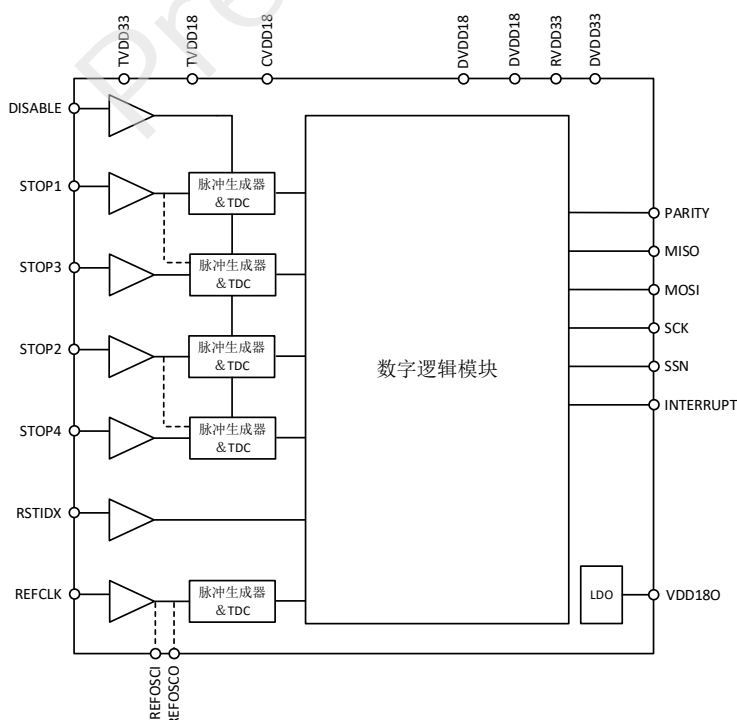 Pre
TVDD33
TVDD18
CVDD18
DVDD18
DVDD18
RVDD33
DVDD33
DISABLE
STOP1
脉冲生成器
&TDC
STOP3
脉冲生成器
&TDC
STOP2
脉冲生成器
&TDC
STOP4
脉冲生成器
&TDC
RSTIDX
REFCLK
脉冲生成器
&TDC
数字逻辑模块
PARITY
MISO
MOSI
SCK
SSN
INTERRUPT
LDO
VDD18O
REFOSCI
REFOSCO